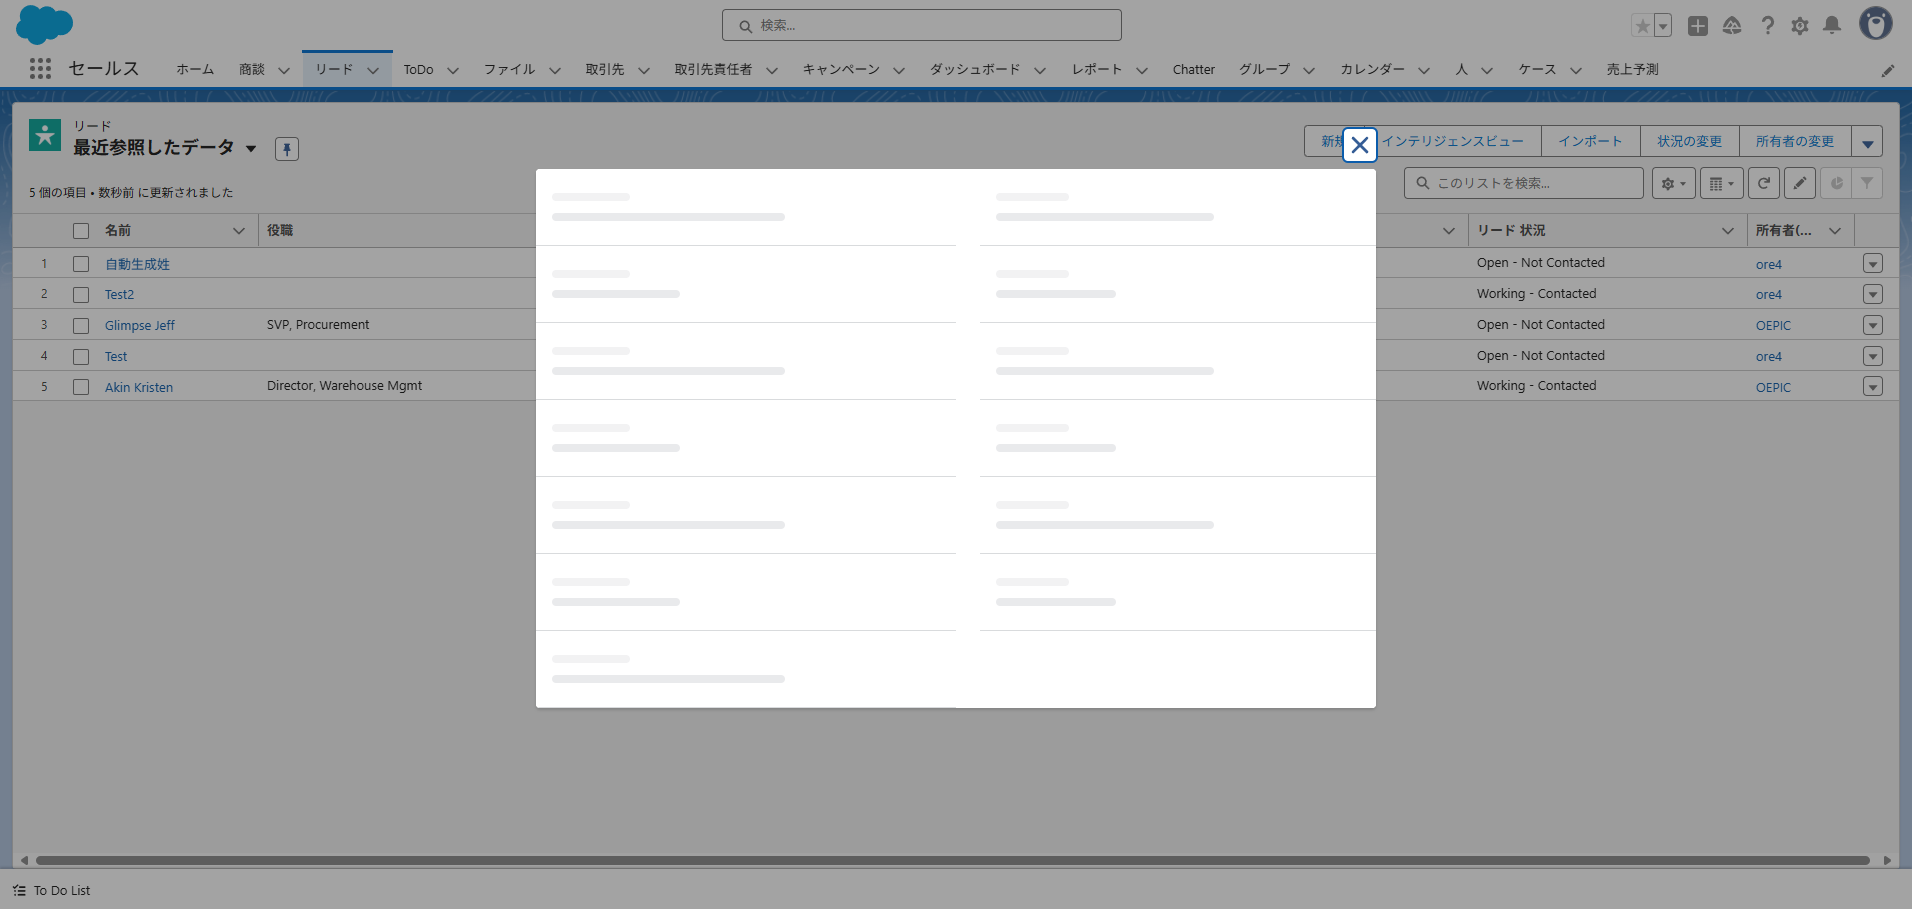 検索...
セールス
ホーム
商談
リード
ToDo
ファイル
取引先
取引先責任者
キャンペーン
ダッシュボード
レポート
Chatter
グループ
カレンダー
人
ケース
売上予測
リード
最近参照したデータ
新規
インテリジェンスビュー
インポート
状況の変更
所有者の変更
5 個の項目 • 数秒前 に更新されました
このリストを検索...
名前
役職
リード 状況
所有者(...
1 自動生成姓 Open - Not Contacted ore4
2 Test2 Working - Contacted ore4
3 Glimpse Jeff SVP, Procurement Open - Not Contacted OEPIC
4 Test Open - Not Contacted ore4
5 Akin Kristen Director, Warehouse Mgmt Working - Contacted OEPIC
To Do List